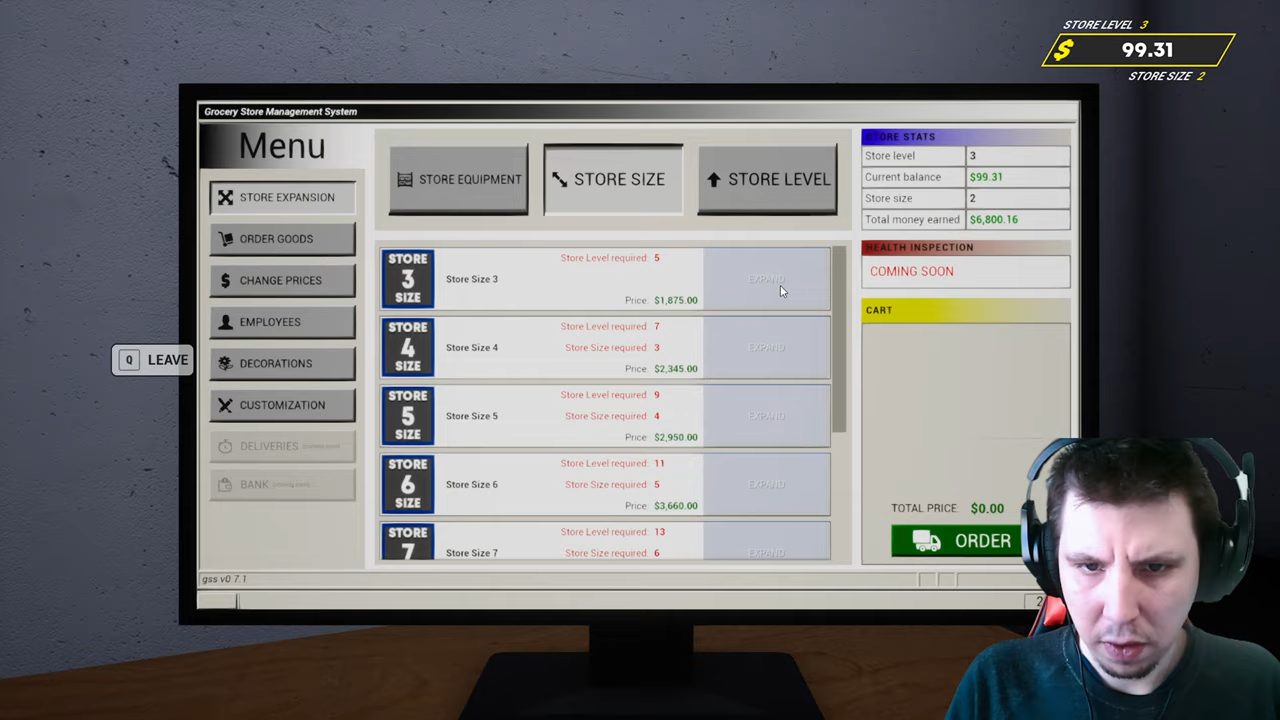 STORE LEVEL 3
$ 99.31
STORE SIZE 2
Grocery Store Management System
Menu
STORE EXPANSION
ORDER GOODS
CHANGE PRICES
EMPLOYEES
DECORATIONS
CUSTOMIZATION
DELIVERIES
BANK
Q LEAVE
STORE EQUIPMENT
STORE SIZE
STORE LEVEL
STORE 3 SIZE
Store Size 3
Store Level required: 5
Price: $1,875.00
EXPAND
STORE 4 SIZE
Store Size 4
Store Level required: 7
Store Size required: 3
Price: $2,345.00
EXPAND
STORE 5 SIZE
Store Size 5
Store Level required: 9
Store Size required: 4
Price: $2,950.00
EXPAND
STORE 6 SIZE
Store Size 6
Store Level required: 11
Store Size required: 5
Price: $3,660.00
EXPAND
STORE 7
Store Size 7
Store Level required: 13
Store Size required: 6
EXPAND
STORE STATS
Store level 3
Current balance $99.31
Store size 2
Total money earned $6,800.16
HEALTH INSPECTION
COMING SOON
CART
TOTAL PRICE: $0.00
ORDER
gss v0.7.1
2